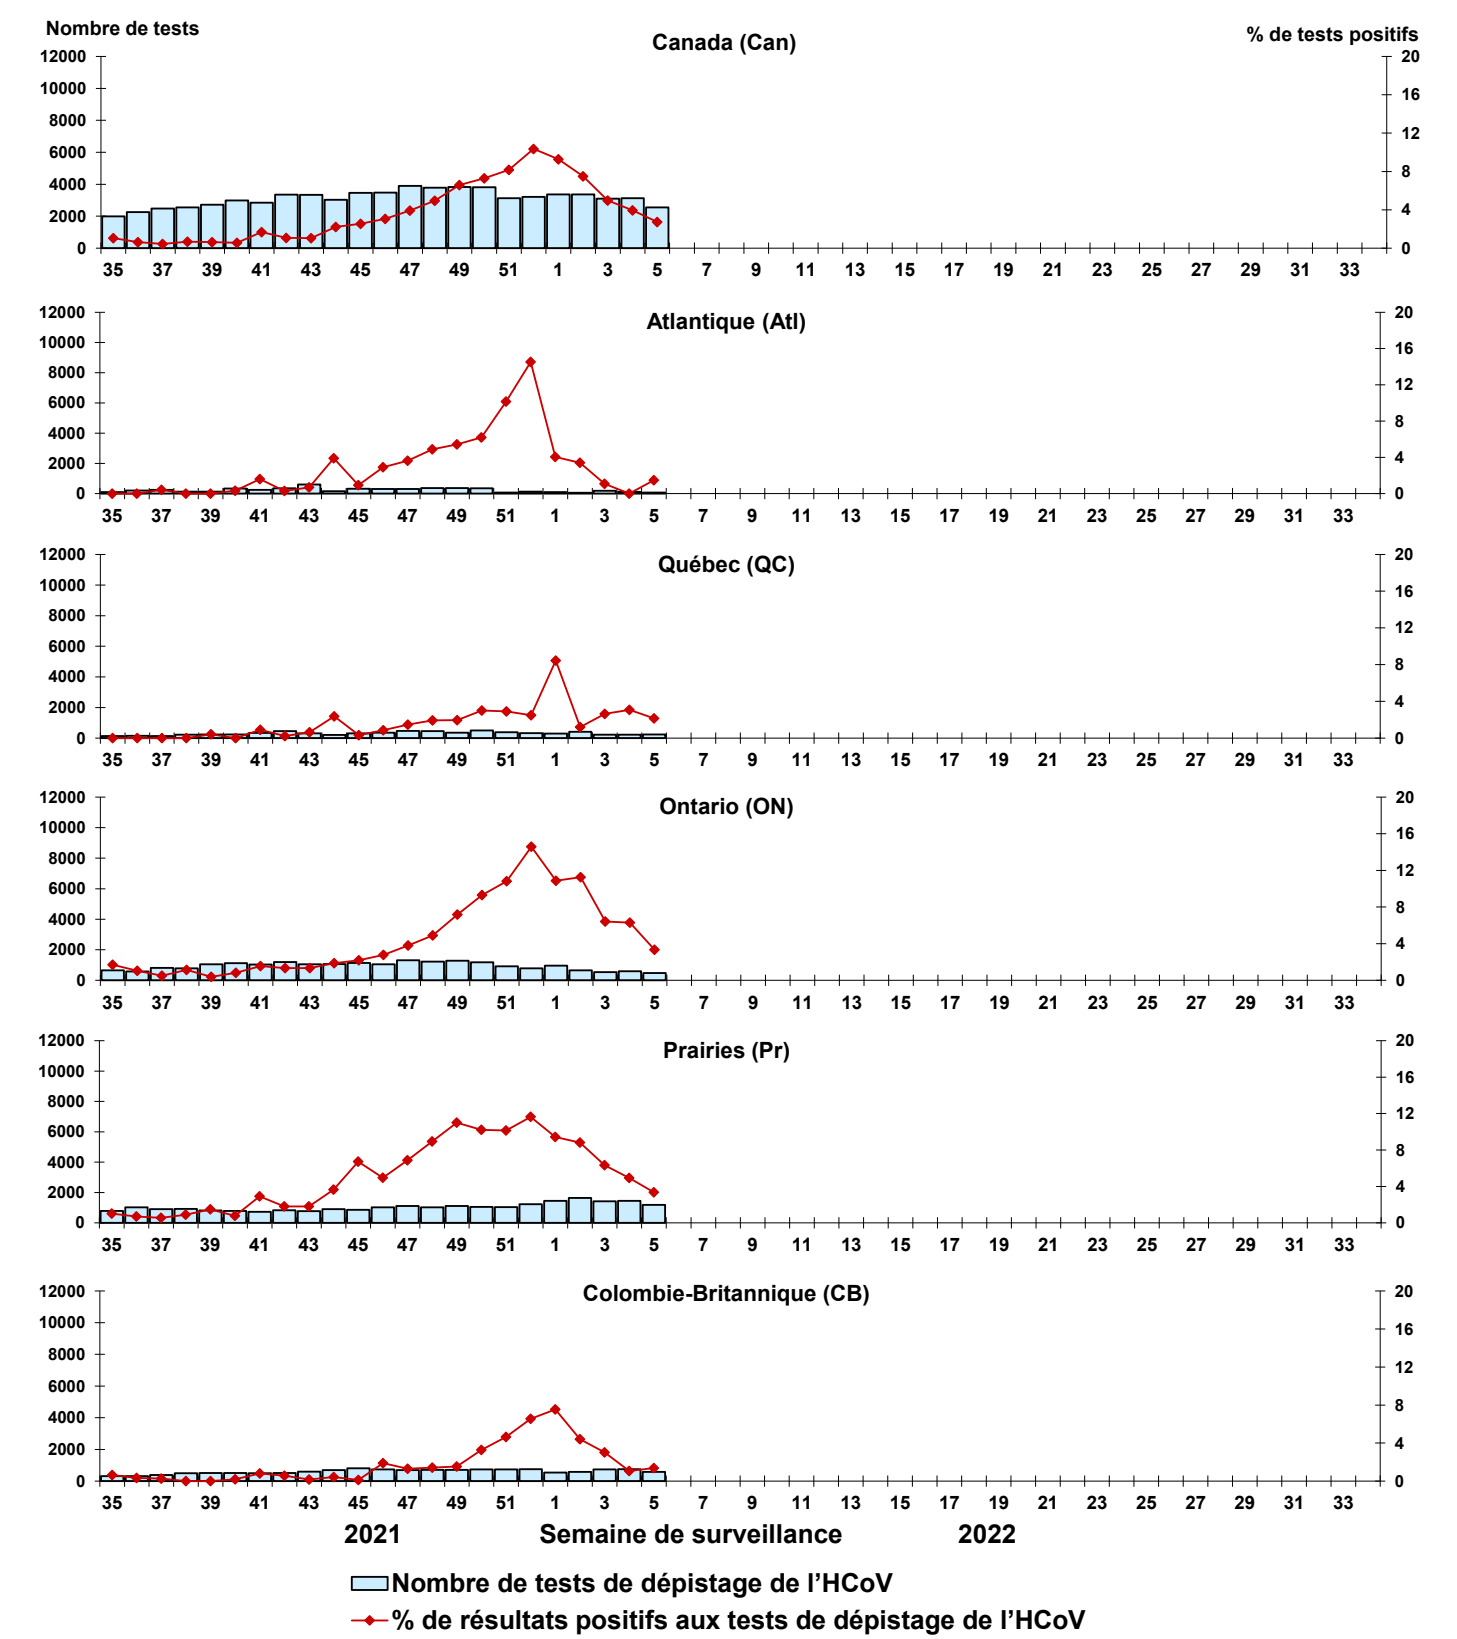 Nombre de tests
Canada (Can)
% de tests positifs
12000 20
10000 16
8000 12
6000 8
4000 4
2000 0
0
35 37 39 41 43 45 47 49 51 1 3 5 7 9 11 13 15 17 19 21 23 25 27 29 31 33
Atlantique (Atl)
12000 20
10000 16
8000 12
6000 8
4000 4
2000 0
0
35 37 39 41 43 45 47 49 51 1 3 5 7 9 11 13 15 17 19 21 23 25 27 29 31 33
Québec (QC)
12000 20
10000 16
8000 12
6000 8
4000 4
2000 0
0
35 37 39 41 43 45 47 49 51 1 3 5 7 9 11 13 15 17 19 21 23 25 27 29 31 33
Ontario (ON)
12000 20
10000 16
8000 12
6000 8
4000 4
2000 0
0
35 37 39 41 43 45 47 49 51 1 3 5 7 9 11 13 15 17 19 21 23 25 27 29 31 33
Prairies (Pr)
12000 20
10000 16
8000 12
6000 8
4000 4
2000 0
0
35 37 39 41 43 45 47 49 51 1 3 5 7 9 11 13 15 17 19 21 23 25 27 29 31 33
Colombie-Britannique (CB)
12000 20
10000 16
8000 12
6000 8
4000 4
2000 0
0
35 37 39 41 43 45 47 49 51 1 3 5 7 9 11 13 15 17 19 21 23 25 27 29 31 33
2021 Semaine de surveillance 2022
Nombre de tests de dépistage de l’HCoV
% de résultats positifs aux tests de dépistage de l’HCoV